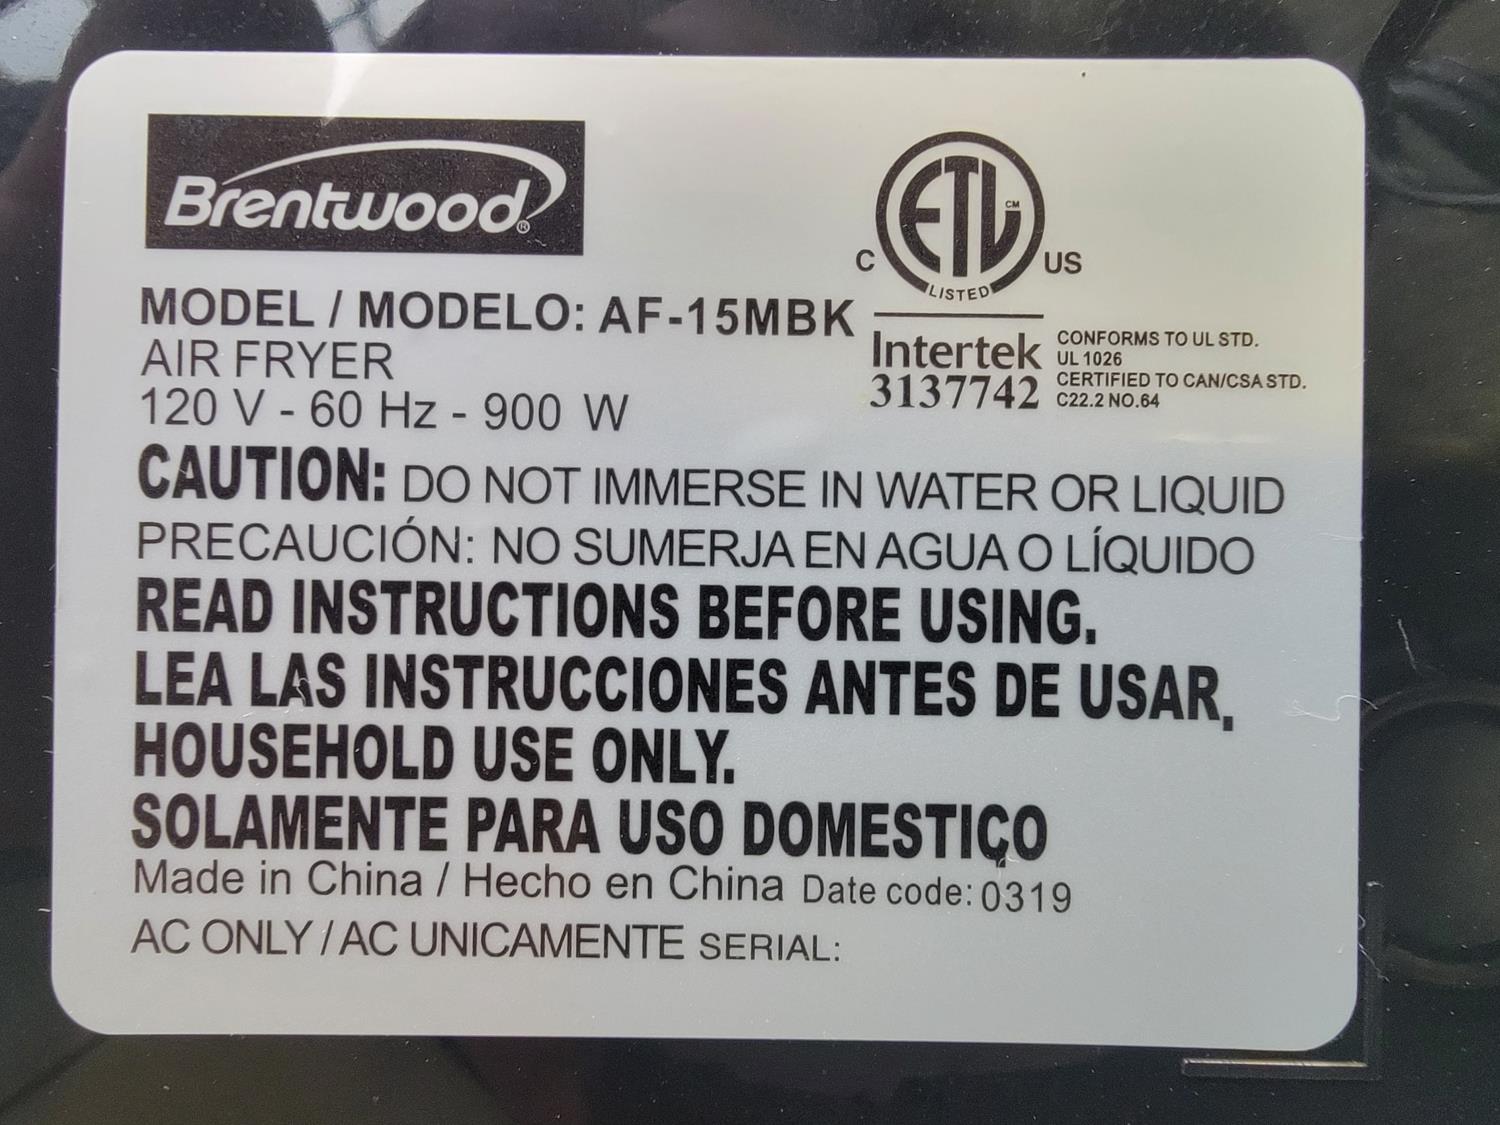 Brentwood®
MODEL / MODELO: AF-15MBK
AIR FRYER
120 V - 60 Hz - 900 W
ETL CM
C US
LISTED
Intertek
3137742
CONFORMS TO UL STD.
UL 1026
CERTIFIED TO CAN/CSA STD.
C22.2 NO.64
CAUTION: DO NOT IMMERSE IN WATER OR LIQUID
PRECAUCIÓN: NO SUMERJA EN AGUA O LÍQUIDO
READ INSTRUCTIONS BEFORE USING.
LEA LAS INSTRUCCIONES ANTES DE USAR.
HOUSEHOLD USE ONLY.
SOLAMENTE PARA USO DOMESTICO
Made in China / Hecho en China Date code: 0319
AC ONLY / AC UNICAMENTE SERIAL: